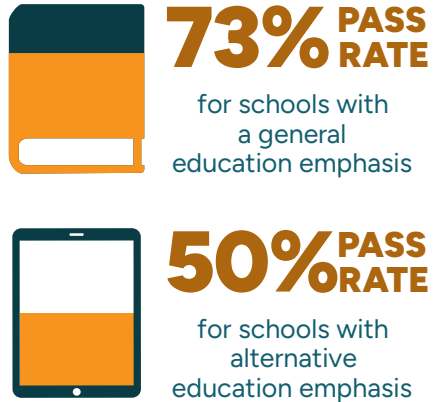 73% PASS
RATE
for schools with
a general
education emphasis
50% PASS
RATE
for schools with
alternative
education emphasis